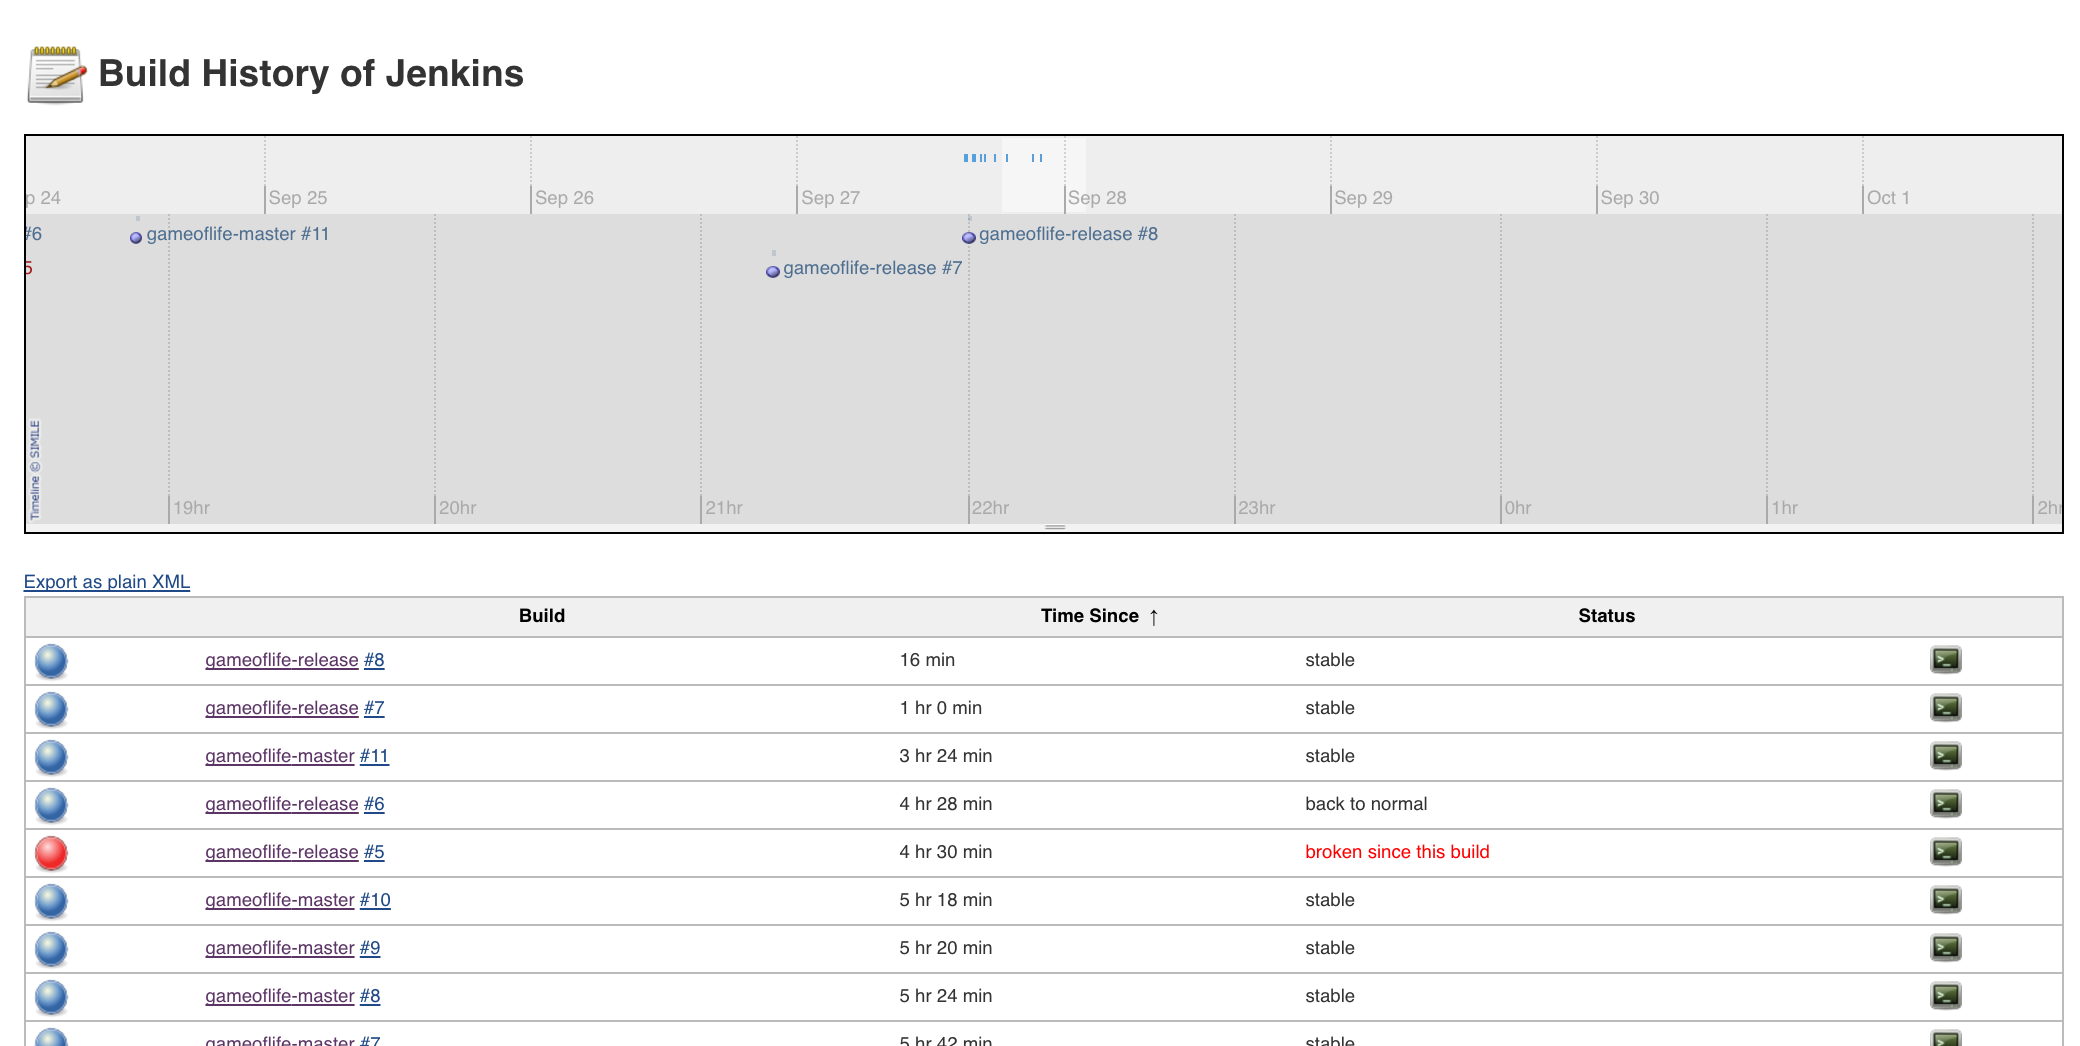 Build History of Jenkins
p 24 Sep 25 Sep 26 Sep 27 Sep 28 Sep 29 Sep 30 Oct 1
#6 gameoflife-master #11 gameoflife-release #8
5 gameoflife-release #7
Timeline © SIMILE
19hr 20hr 21hr 22hr 23hr 0hr 1hr 2hr
Export as plain XML
Build Time Since ↑ Status
gameoflife-release #8 16 min stable
gameoflife-release #7 1 hr 0 min stable
gameoflife-master #11 3 hr 24 min stable
gameoflife-release #6 4 hr 28 min back to normal
gameoflife-release #5 4 hr 30 min broken since this build
gameoflife-master #10 5 hr 18 min stable
gameoflife-master #9 5 hr 20 min stable
gameoflife-master #8 5 hr 24 min stable
gameoflife-master #7 5 hr 42 min stable